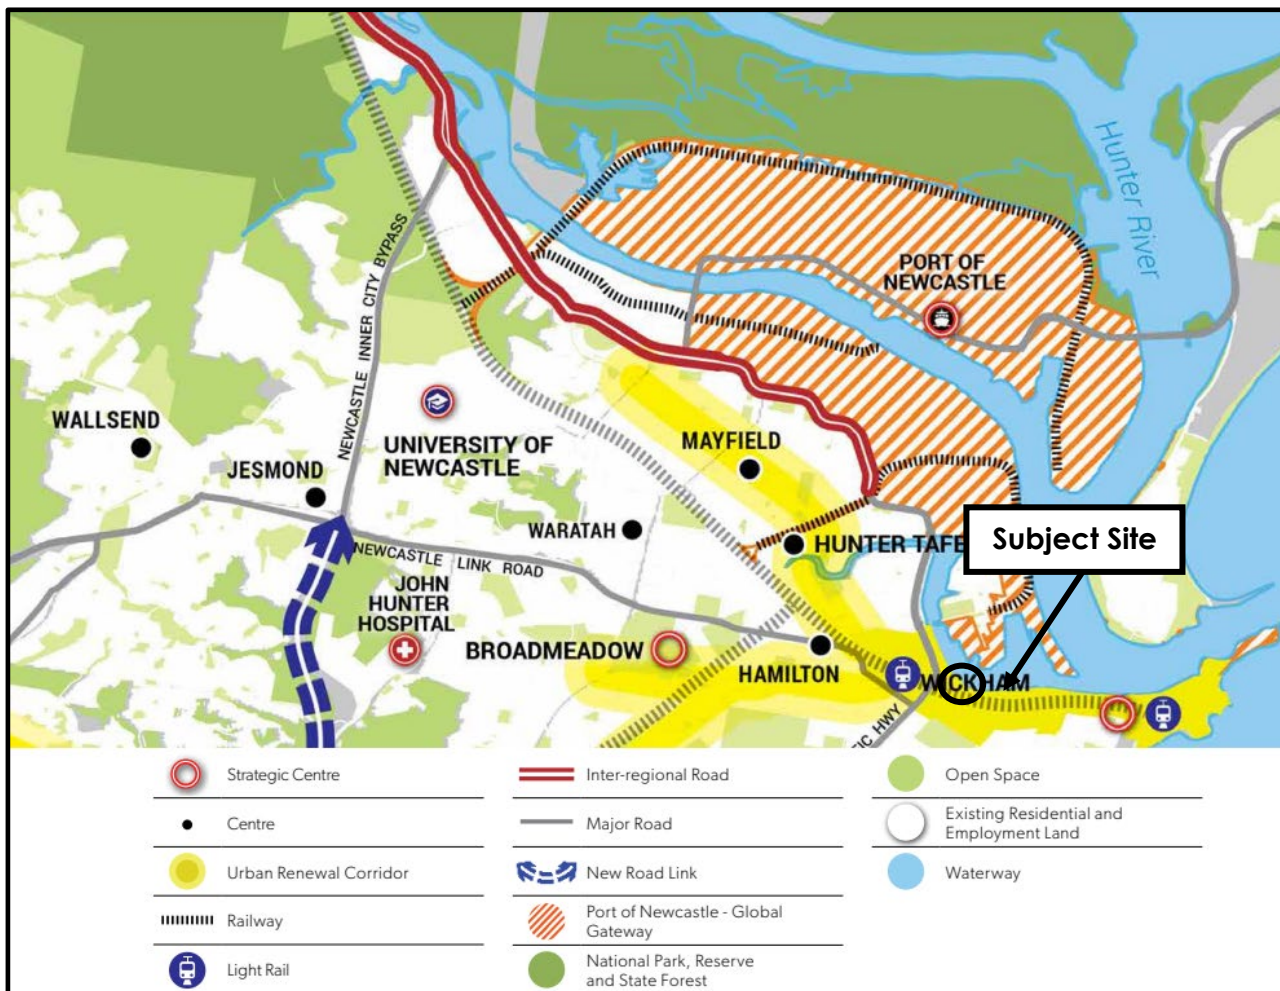 Hunter River
NEWCASTLE INNER CITY BYPASS
PORT OF
NEWCASTLE
WALLSEND
JESMOND
UNIVERSITY OF
NEWCASTLE
MAYFIELD
WARATAH
HUNTER TAFE
Subject Site
NEWCASTLE LINK ROAD
JOHN
HUNTER
HOSPITAL
BROADMEADOW
HAMILTON
WICKHAM
IC HWY
Strategic Centre
Inter-regional Road
Open Space
Centre
Major Road
Existing Residential and
Employment Land
Urban Renewal Corridor
New Road Link
Waterway
Railway
Port of Newcastle - Global
Gateway
Light Rail
National Park, Reserve
and State Forest